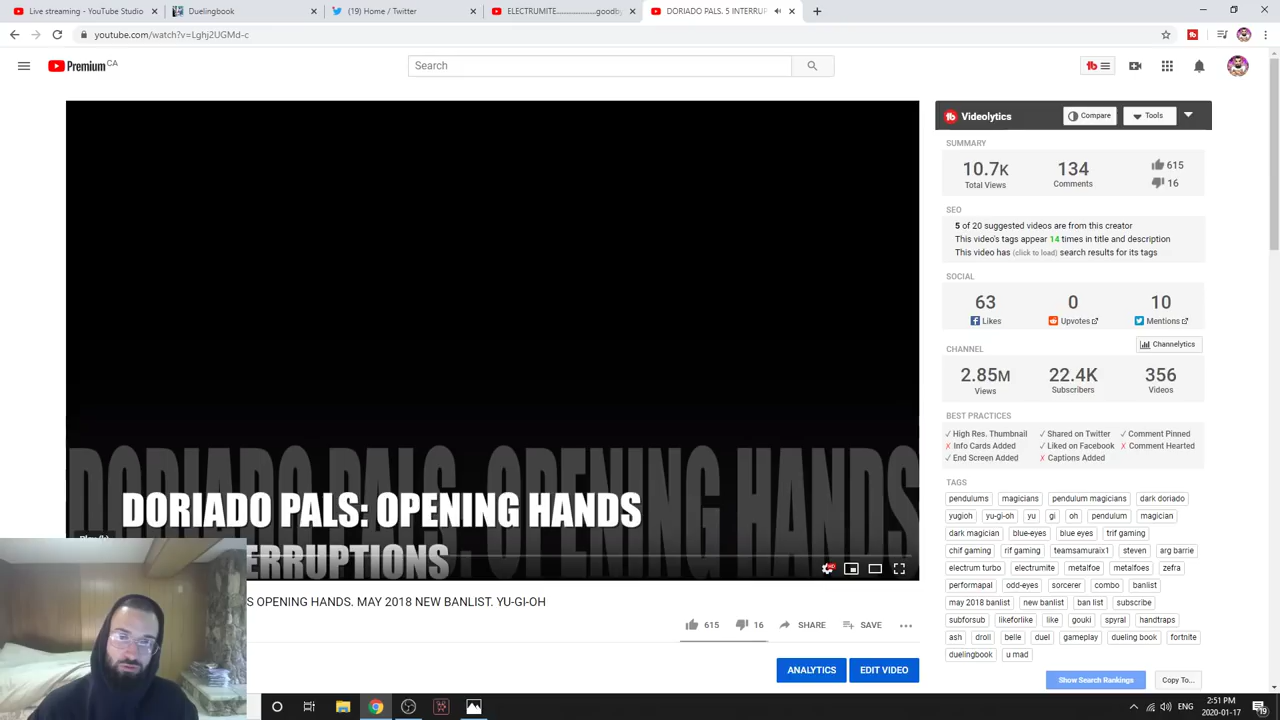 Live streaming - YouTube Studio
Duelingbook
(19) Home / Twitter
ELECTRUMITE...................goodby
DORIADO PALS. 5 INTERRUP
youtube.com/watch?v=Lghj2UGMd-c
Premium CA
Search
Videolytics
Compare
Tools
SUMMARY
10.7K
134
615
Total Views
Comments
16
SEO
5 of 20 suggested videos are from this creator
This video's tags appear 14 times in title and description
This video has (click to load) search results for its tags
SOCIAL
63
0
10
Likes
Upvotes
Mentions
CHANNEL
Channelytics
2.85M
22.4K
356
Views
Subscribers
Videos
BEST PRACTICES
✓ High Res. Thumbnail ✓ Shared on Twitter ✓ Comment Pinned
✗ Info Cards Added ✓ Liked on Facebook ✗ Comment Hearted
✓ End Screen Added ✗ Captions Added
TAGS
pendulums magicians pendulum magicians dark doriado
yugioh yu-gi-oh yu gi oh pendulum magician
dark magician blue-eyes blue eyes trif gaming
chif gaming rif gaming teamsamuraix1 steven arg barrie
electrum turbo electrumite metalfoe metalfoes zefra
performapal odd-eyes sorcerer combo banlist
may 2018 banlist new banlist ban list subscribe
subforsub likeforlike like gouki spyral handtraps
ash droll belle duel gameplay dueling book fortnite
duelingbook u mad
Show Search Rankings
Copy To...
DORIADO PALS: OPENING HANDS
DORIADO PALS: OPENING HANDS
ERRUPTIONS
S OPENING HANDS. MAY 2018 NEW BANLIST. YU-GI-OH
615
16
SHARE
SAVE
ANALYTICS
EDIT VIDEO
ENG
2:51 PM
2020-01-17
19